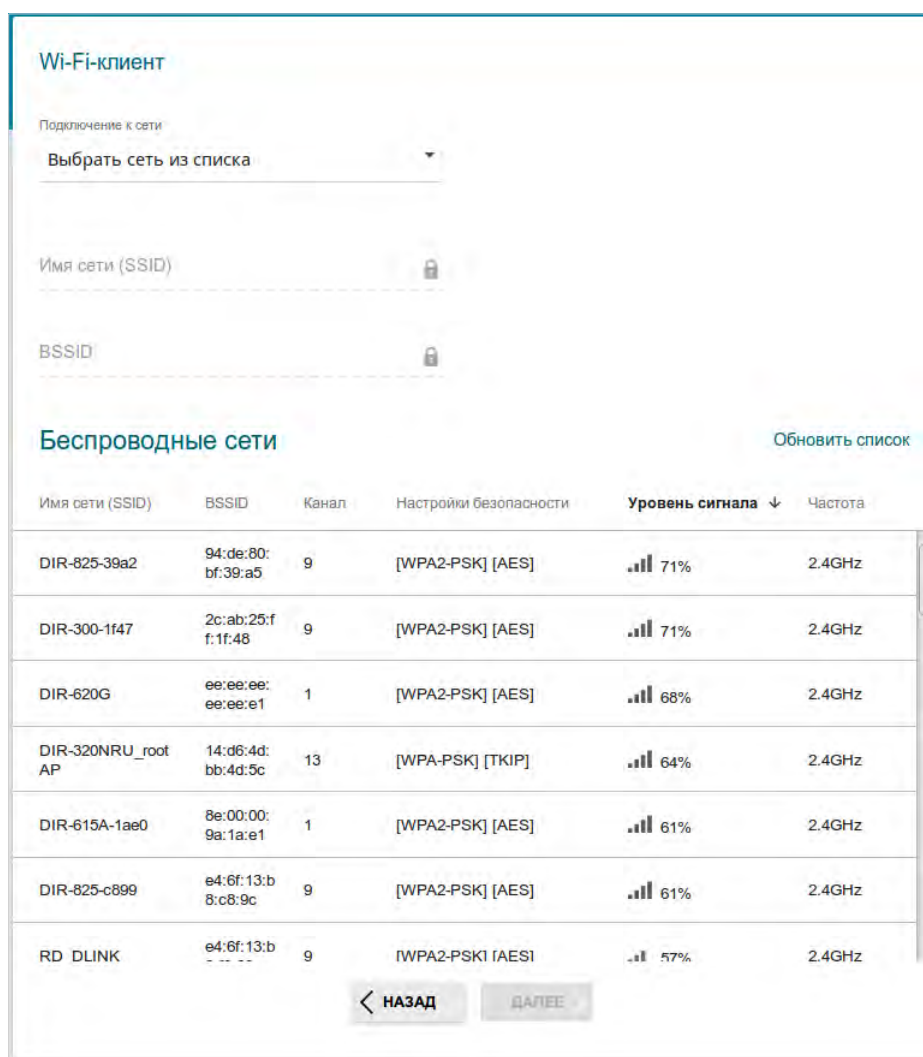 Wi-Fi-клиент
Подключение к сети
Выбрать сеть из списка
Имя сети (SSID)
BSSID
Беспроводные сети
Обновить список
Имя сети (SSID) BSSID Канал Настройки безопасности Уровень сигнала Частота
DIR-825-39a2 94:de:80:bf:39:a5 9 [WPA2-PSK] [AES] 71% 2.4GHz
DIR-300-1f47 2c:ab:25:ff:1f:48 9 [WPA2-PSK] [AES] 71% 2.4GHz
DIR-620G ee:ee:ee:ee:ee:e1 1 [WPA2-PSK] [AES] 68% 2.4GHz
DIR-320NRU_rootAP 14:d6:4d:bb:4d:5c 13 [WPA-PSK] [TKIP] 64% 2.4GHz
DIR-615A-1ae0 8e:00:00:9a:1a:e1 1 [WPA2-PSK] [AES] 61% 2.4GHz
DIR-825-c899 e4:6f:13:b8:c8:9c 9 [WPA2-PSK] [AES] 61% 2.4GHz
RD_DLINK e4:6f:13:b 9 [WPA2-PSK] [AES] 57% 2.4GHz
НАЗАД
ДАЛЕЕ